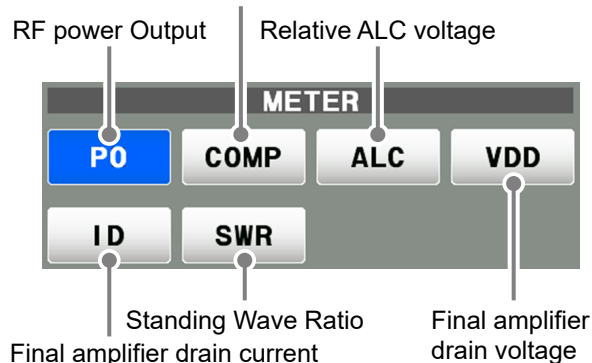 RF power Output
Relative ALC voltage
METER
PO COMP ALC VDD
ID SWR
Standing Wave Ratio
Final amplifier drain current
Final amplifier
drain voltage